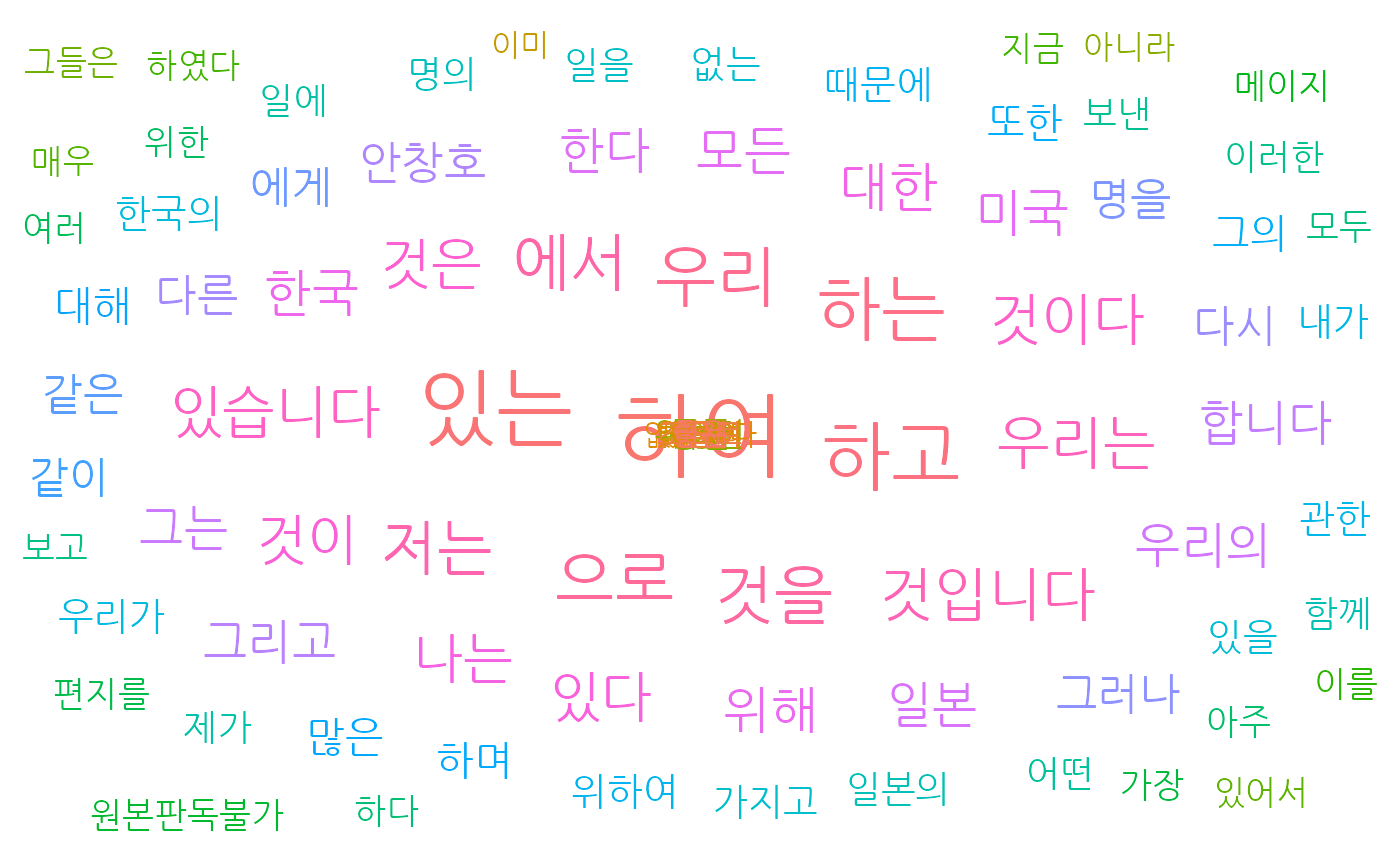 그들은 하였다 명의 이미 일을 없는 지금 아니라
일에 때문에 메이지
매우 위한 안창호 한다 모든 또한 보낸 이러한
에게 대한 미국 명을
여러 한국의 그의 모두
대해 다른 한국 것은 에서 우리 하는 것이다 다시 내가
같은 있습니다 있는 하여 하고 우리는 합니다
같이
보고 그는 것이 저는 우리의 관한
우리가 으로 것을 것입니다 있을 함께
그리고 나는
편지를 있다 위해 일본 그러나 이를
제가 많은 아주
하며 위하여 가지고 일본의 어떤 가장 있어서
원본판독불가 하다